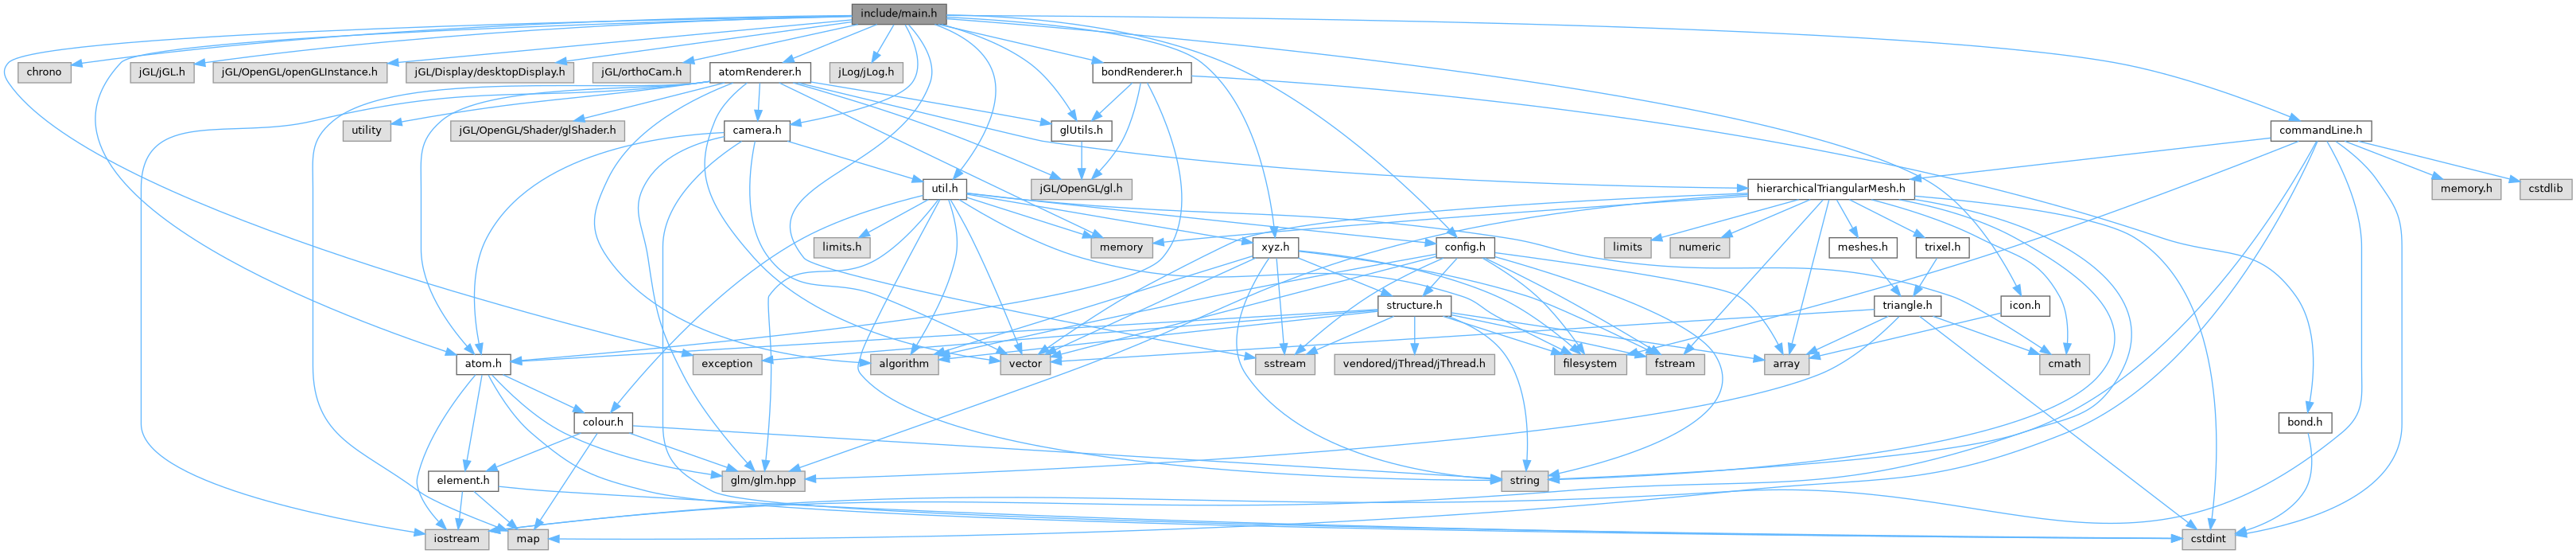 include/main.h
chrono
jGL/jGL.h
jGL/OpenGL/openGLInstance.h
jGL/Display/desktopDisplay.h
jGL/orthoCam.h
atomRenderer.h
jLog/jLog.h
bondRenderer.h
utility
jGL/OpenGL/Shader/glShader.h
camera.h
glUtils.h
commandLine.h
util.h
jGL/OpenGL/gl.h
hierarchicalTriangularMesh.h
memory.h
cstdlib
limits.h
memory
xyz.h
config.h
limits
numeric
meshes.h
trixel.h
structure.h
triangle.h
icon.h
atom.h
exception
algorithm
vector
sstream
vendored/jThread/jThread.h
filesystem
fstream
array
cmath
colour.h
bond.h
element.h
glm/glm.hpp
string
iostream
map
cstdint